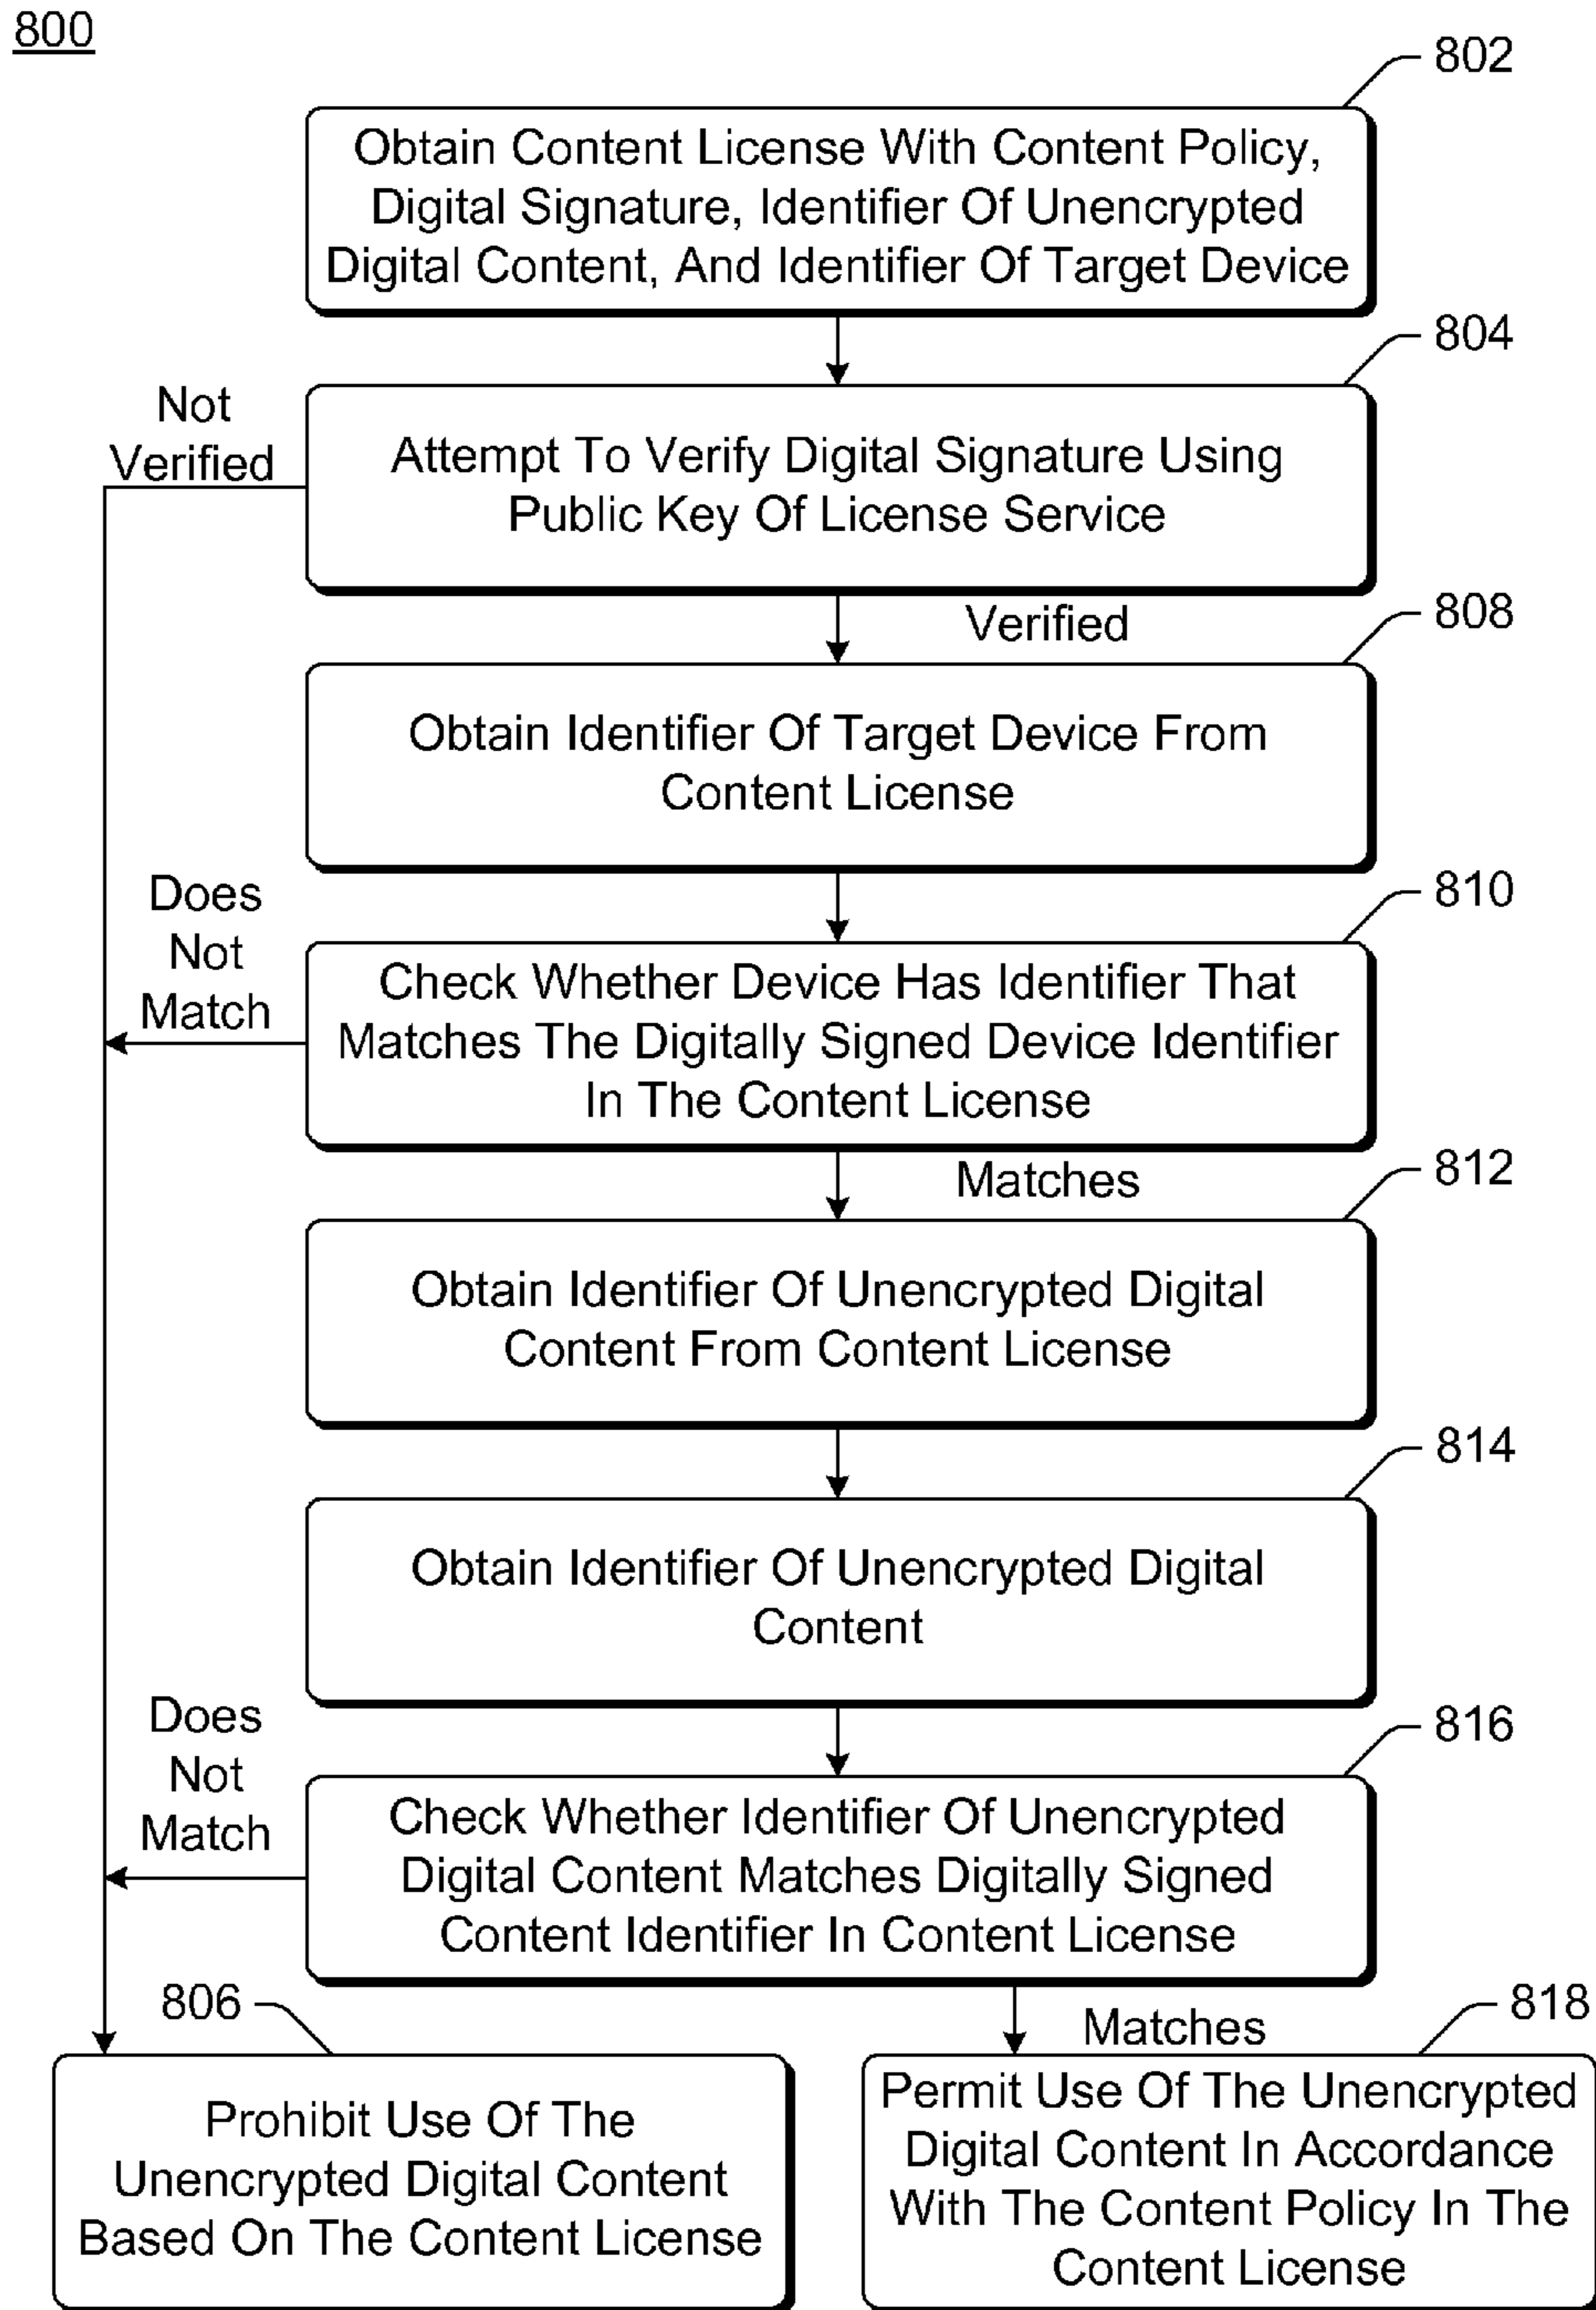 800
802
Obtain Content License With Content Policy,
Digital Signature, Identifier Of Unencrypted
Digital Content, And Identifier Of Target Device
804
Not
Verified
Attempt To Verify Digital Signature Using
Public Key Of License Service
Verified
808
Obtain Identifier Of Target Device From
Content License
810
Does
Not
Match
Check Whether Device Has Identifier That
Matches The Digitally Signed Device Identifier
In The Content License
Matches
812
Obtain Identifier Of Unencrypted Digital
Content From Content License
814
Obtain Identifier Of Unencrypted Digital
Content
816
Does
Not
Match
Check Whether Identifier Of Unencrypted
Digital Content Matches Digitally Signed
Content Identifier In Content License
806
Matches
818
Prohibit Use Of The
Unencrypted Digital Content
Based On The Content License
Permit Use Of The Unencrypted
Digital Content In Accordance
With The Content Policy In The
Content License